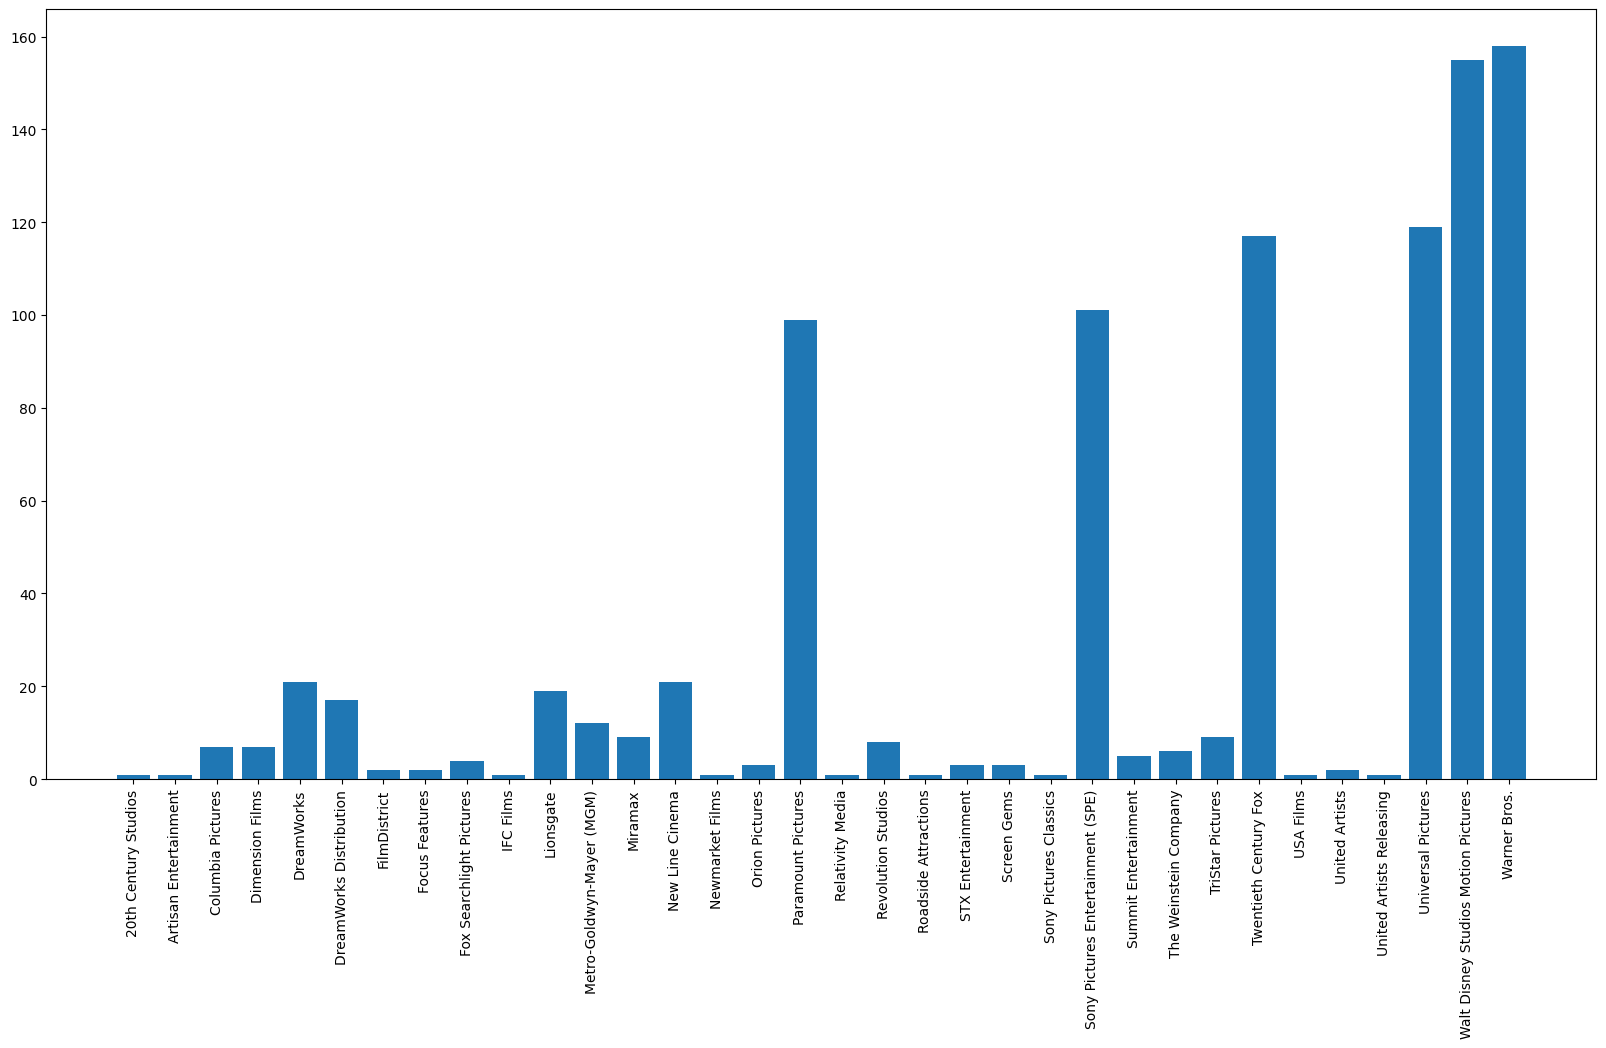 160
140
120
100
80
60
40
20
0
20th Century Studios
Artisan Entertainment
Columbia Pictures
Dimension Films
DreamWorks
DreamWorks Distribution
FilmDistrict
Focus Features
Fox Searchlight Pictures
IFC Films
Lionsgate
Metro-Goldwyn-Mayer (MGM)
Miramax
New Line Cinema
Newmarket Films
Orion Pictures
Paramount Pictures
Relativity Media
Revolution Studios
Roadside Attractions
STX Entertainment
Screen Gems
Sony Pictures Classics
Sony Pictures Entertainment (SPE)
Summit Entertainment
The Weinstein Company
TriStar Pictures
Twentieth Century Fox
USA Films
United Artists
United Artists Releasing
Universal Pictures
Walt Disney Studios Motion Pictures
Warner Bros.